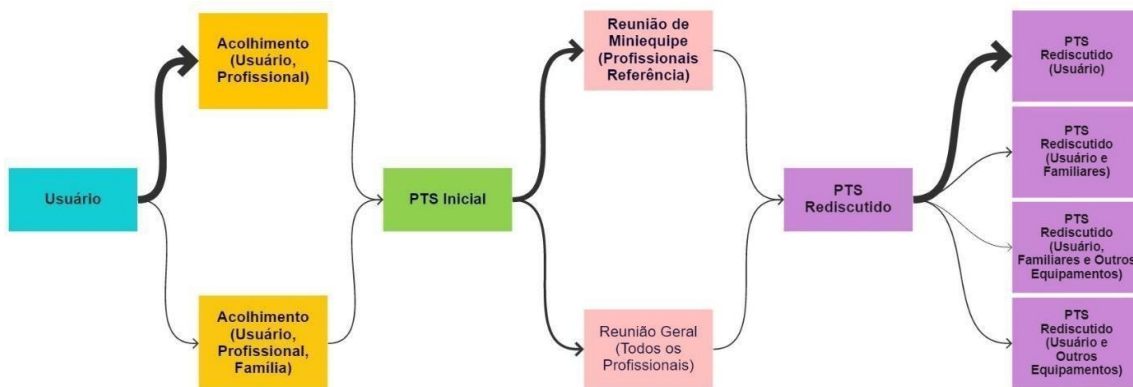 Usuário
Acolhimento
(Usuário,
Profissional)
Acolhimento
(Usuário,
Profissional,
Família)
PTS Inicial
Reunião de
Miniequipe
(Profissionais
Referência)
Reunião Geral
(Todos os
Profissionais)
PTS
Rediscutido
PTS
Rediscutido
(Usuário)
PTS
Rediscutido
(Usuário e
Familiares)
PTS
Rediscutido
(Usuário,
Familiares e Outros
Equipamentos)
PTS
Rediscutido
(Usuário e
Outros
Equipamentos)